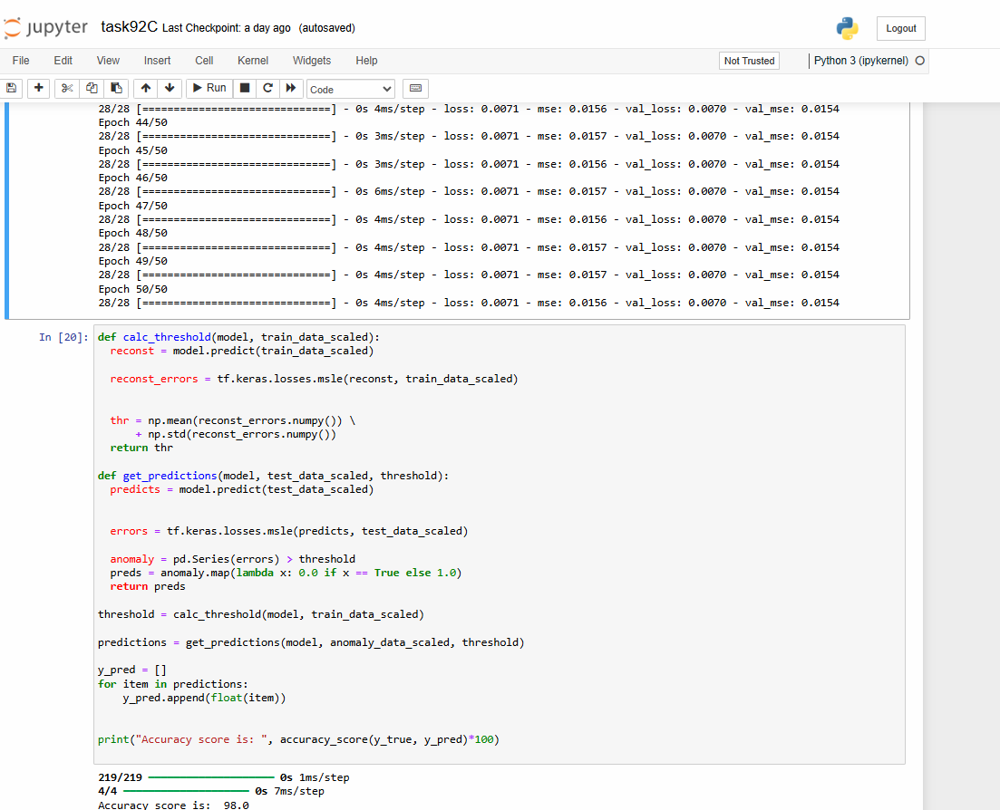 jupyter task92C Last Checkpoint: a day ago (autosaved)
Logout
File Edit View Insert Cell Kernel Widgets Help
Not Trusted
Python 3 (ipykernel)
Run
Code
28/28 [==============================] - 0s 4ms/step - loss: 0.0071 - mse: 0.0156 - val_loss: 0.0070 - val_mse: 0.0154
Epoch 44/50
28/28 [==============================] - 0s 3ms/step - loss: 0.0071 - mse: 0.0157 - val_loss: 0.0070 - val_mse: 0.0154
Epoch 45/50
28/28 [==============================] - 0s 3ms/step - loss: 0.0071 - mse: 0.0156 - val_loss: 0.0070 - val_mse: 0.0154
Epoch 46/50
28/28 [==============================] - 0s 6ms/step - loss: 0.0071 - mse: 0.0157 - val_loss: 0.0070 - val_mse: 0.0154
Epoch 47/50
28/28 [==============================] - 0s 4ms/step - loss: 0.0071 - mse: 0.0156 - val_loss: 0.0070 - val_mse: 0.0154
Epoch 48/50
28/28 [==============================] - 0s 4ms/step - loss: 0.0071 - mse: 0.0157 - val_loss: 0.0070 - val_mse: 0.0154
Epoch 49/50
28/28 [==============================] - 0s 4ms/step - loss: 0.0071 - mse: 0.0157 - val_loss: 0.0070 - val_mse: 0.0154
Epoch 50/50
28/28 [==============================] - 0s 4ms/step - loss: 0.0071 - mse: 0.0156 - val_loss: 0.0070 - val_mse: 0.0154
In [20]: def calc_threshold(model, train_data_scaled):
  reconst = model.predict(train_data_scaled)
  reconst_errors = tf.keras.losses.msle(reconst, train_data_scaled)
  thr = np.mean(reconst_errors.numpy()) \
      + np.std(reconst_errors.numpy())
  return thr
def get_predictions(model, test_data_scaled, threshold):
  predicts = model.predict(test_data_scaled)
  errors = tf.keras.losses.msle(predicts, test_data_scaled)
  anomaly = pd.Series(errors) > threshold
  preds = anomaly.map(lambda x: 0.0 if x == True else 1.0)
  return preds
threshold = calc_threshold(model, train_data_scaled)
predictions = get_predictions(model, anomaly_data_scaled, threshold)
y_pred = []
for item in predictions:
    y_pred.append(float(item))
print("Accuracy score is: ", accuracy_score(y_true, y_pred)*100)
219/219 ━━━━━━━━━━━━━━━━━━━━ 0s 1ms/step
4/4 ━━━━━━━━━━━━━━━━━━━━ 0s 7ms/step
Accuracy score is:  98.0